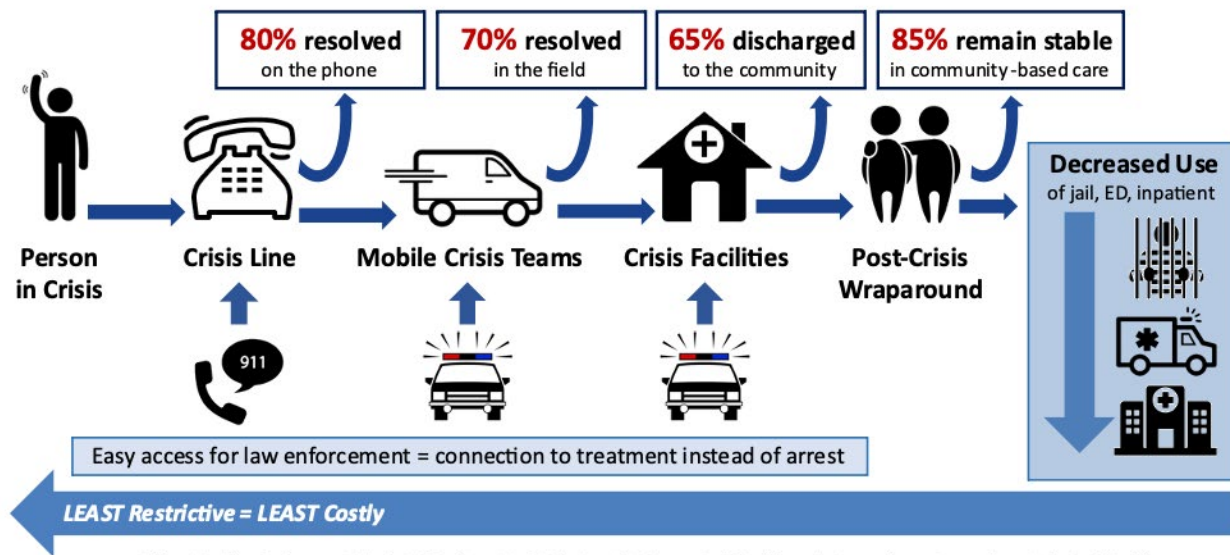 80% resolved
on the phone
70% resolved
in the field
65% discharged
to the community
85% remain stable
in community-based care
Decreased Use
of jail, ED, inpatient
Person
in Crisis
Crisis Line
Mobile Crisis Teams
Crisis Facilities
Post-Crisis
Wraparound
911
Easy access for law enforcement = connection to treatment instead of arrest
LEAST Restrictive = LEAST Costly